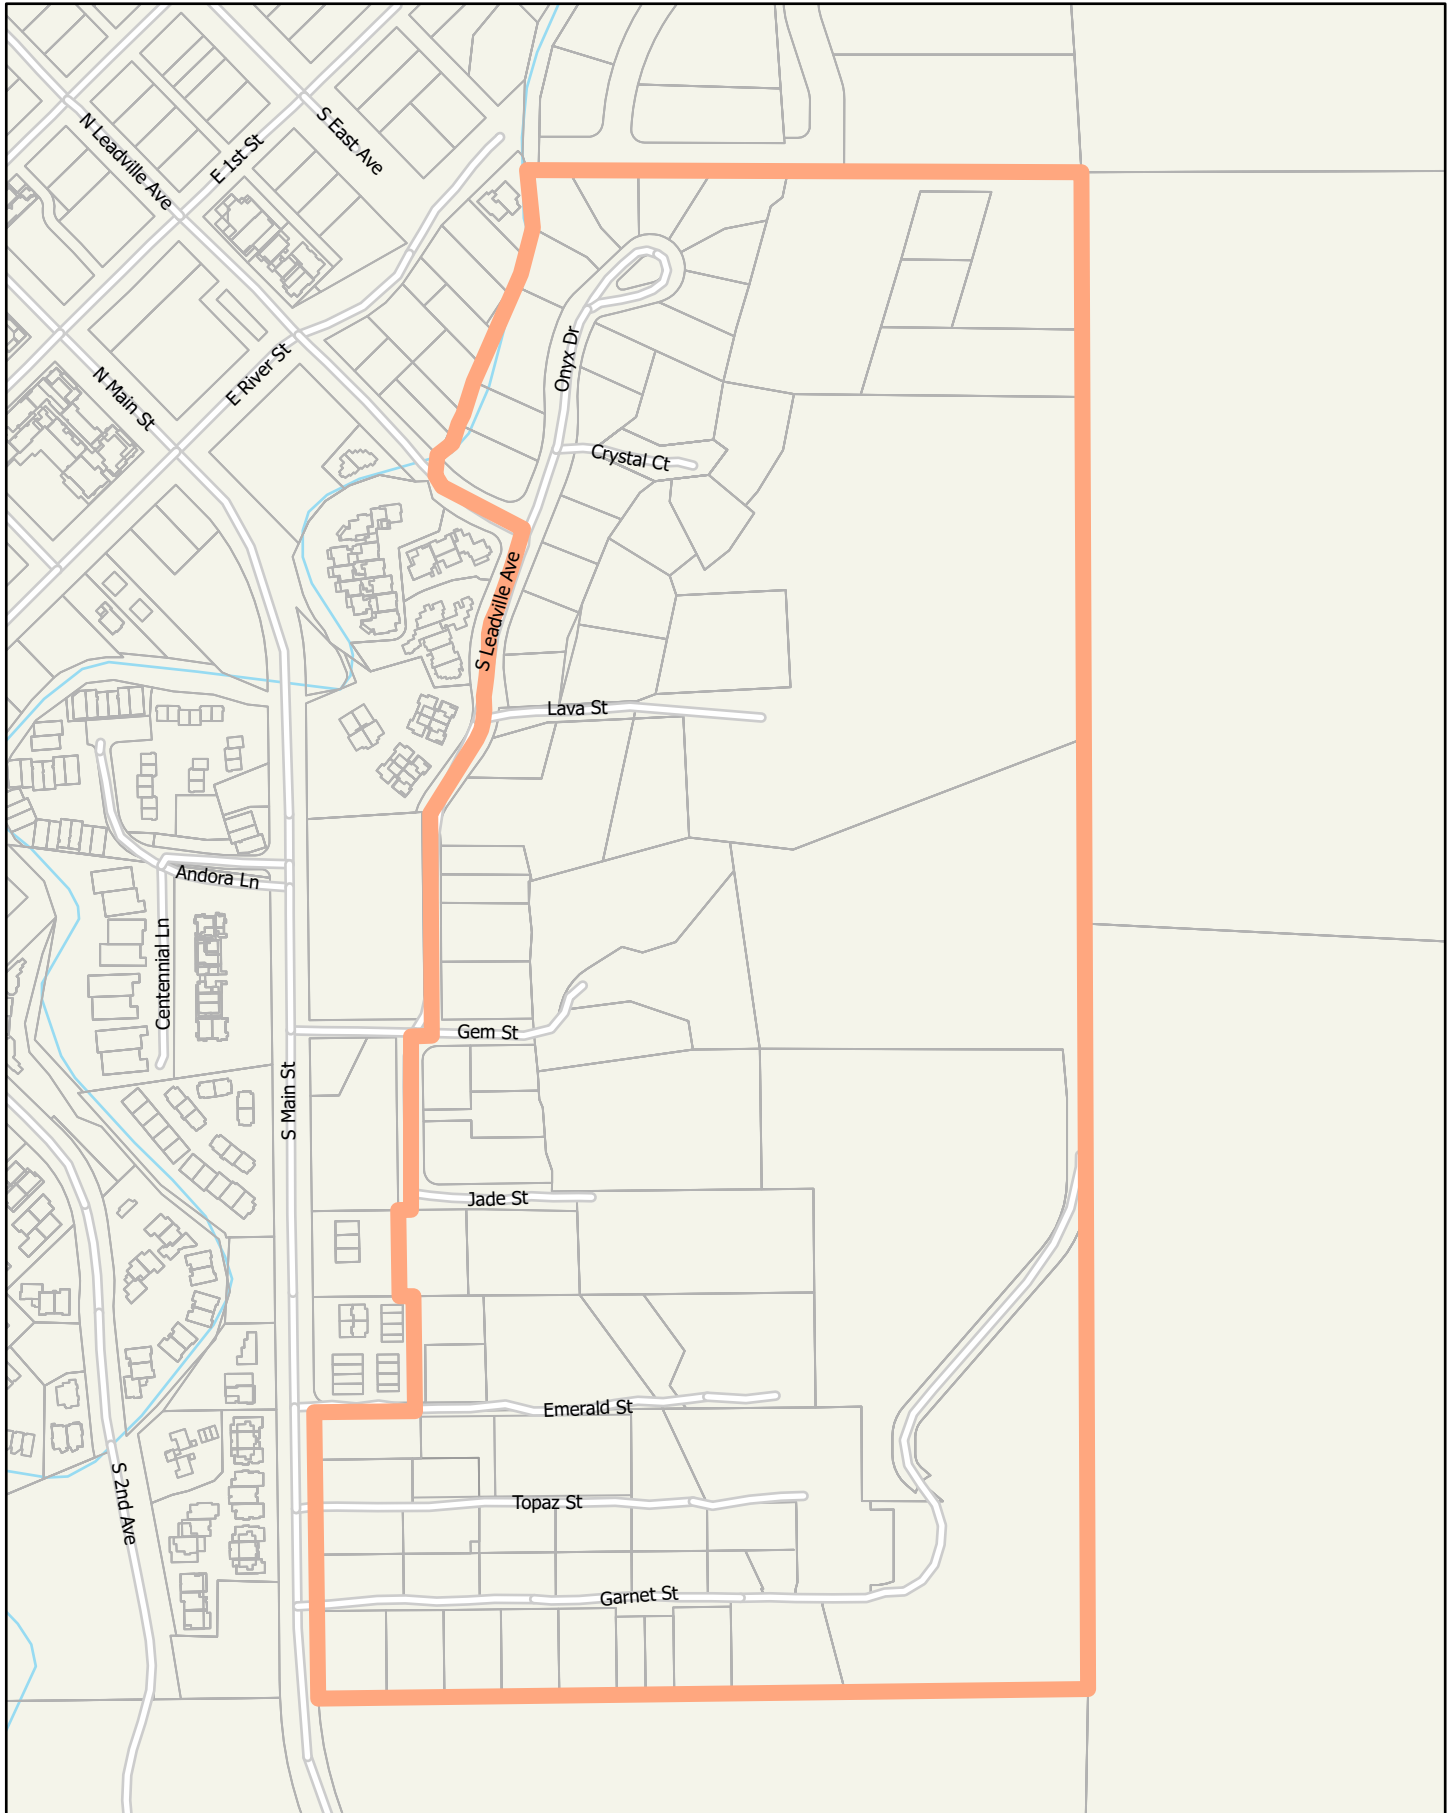 N Leadville Ave
E 1st St
S East Ave
N Main St
E River St
Onyx Dr
Crystal Ct
S Leadville Ave
Lava St
Andora Ln
Centennial Ln
Gem St
S Main St
Jade St
Emerald St
S 2nd Ave
Topaz St
Garnet St